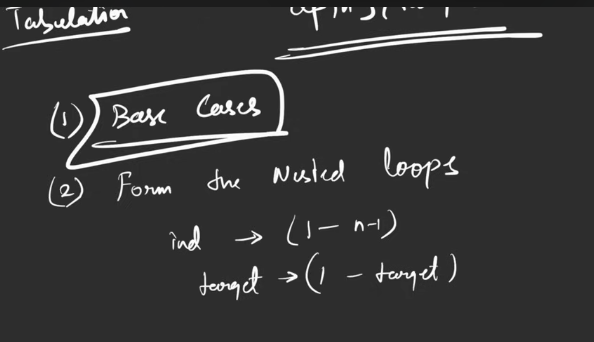 Tabulation
(1) Base Cases
(2) Form the Nested loops
ind → (1 — n-1)
target → (1 — target)